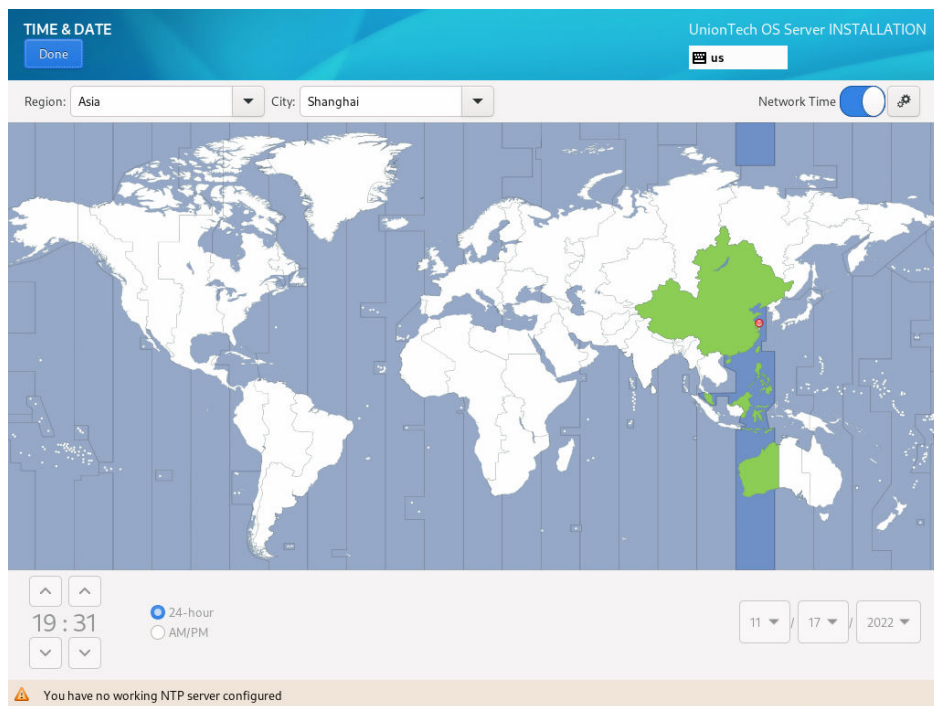 TIME & DATE
UnionTech OS Server INSTALLATION
Done
us
Region: Asia City: Shanghai Network Time
19 : 31
24-hour
AM/PM
11 / 17 / 2022
You have no working NTP server configured